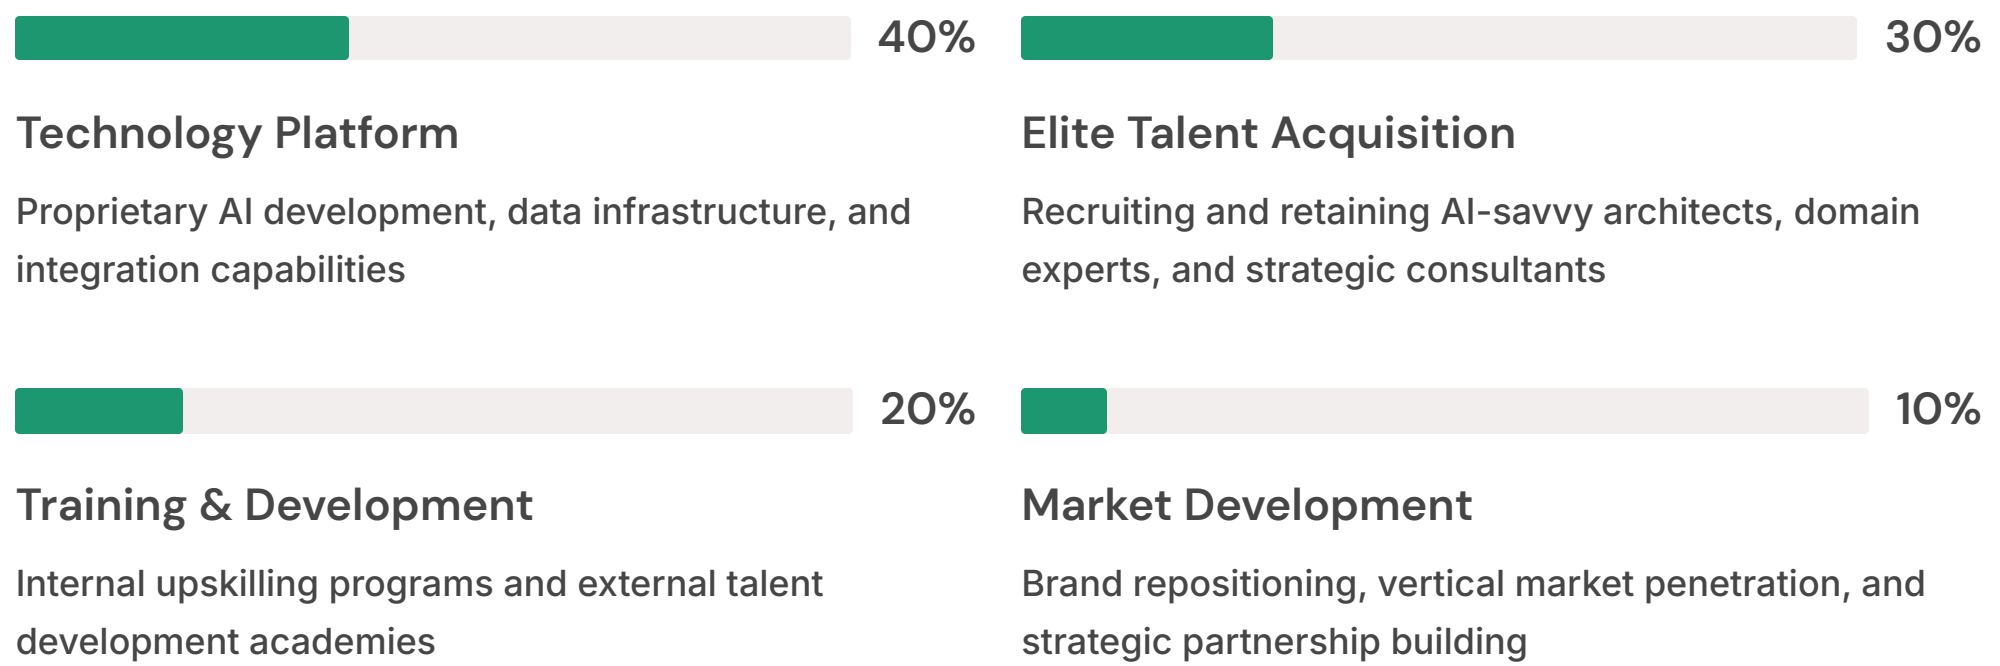 40%
Technology Platform
Proprietary AI development, data infrastructure, and
integration capabilities
30%
Elite Talent Acquisition
Recruiting and retaining AI-savvy architects, domain
experts, and strategic consultants
20%
Training & Development
Internal upskilling programs and external talent
development academies
10%
Market Development
Brand repositioning, vertical market penetration, and
strategic partnership building